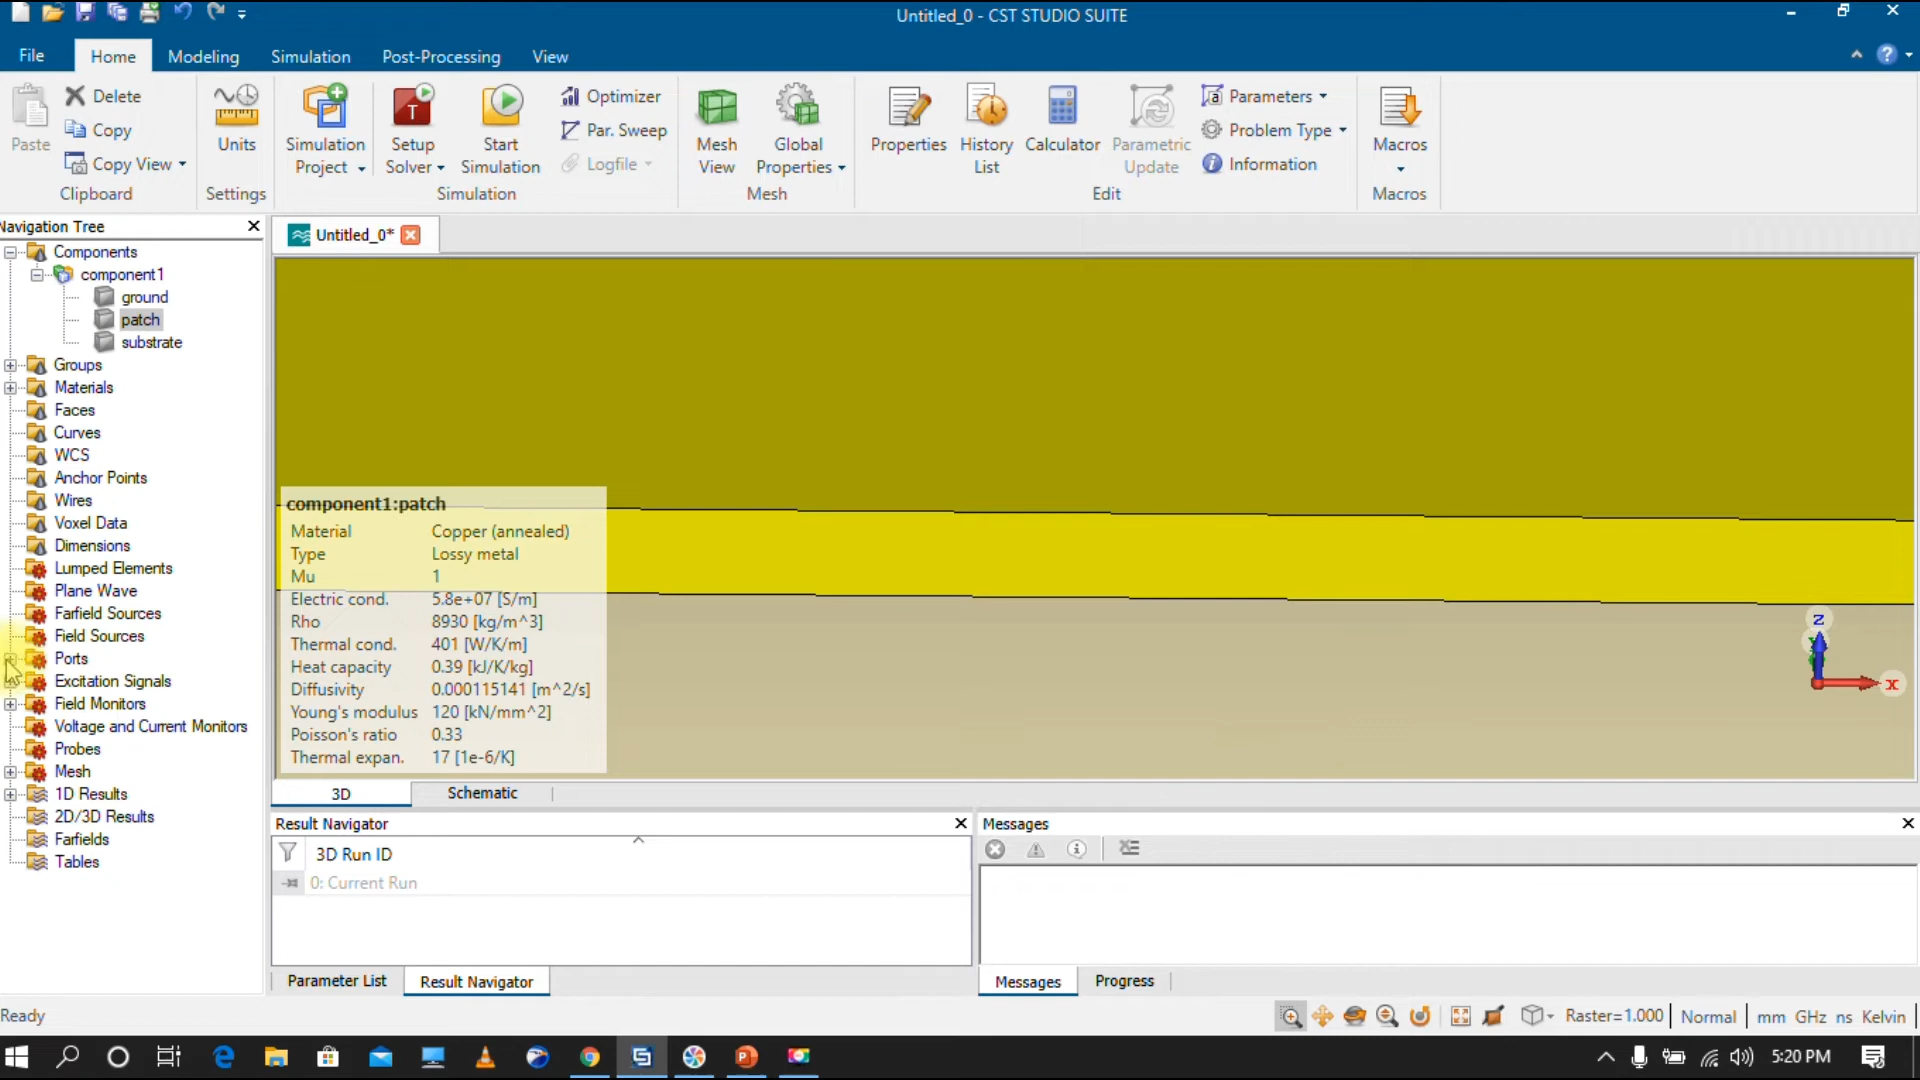 Untitled_0 - CST STUDIO SUITE
File
Home
Modeling
Simulation
Post-Processing
View
Paste
Delete
Copy
Copy View
Clipboard
Units
Settings
Simulation Project
Setup Solver
Start Simulation
Optimizer
Par. Sweep
Logfile
Simulation
Mesh View
Global Properties
Mesh
Properties
History List
Calculator
Parametric Update
Parameters
Problem Type
Information
Edit
Macros
Macros
Navigation Tree
Components
component1
ground
patch
substrate
Groups
Materials
Faces
Curves
WCS
Anchor Points
Wires
Voxel Data
Dimensions
Lumped Elements
Plane Wave
Farfield Sources
Field Sources
Ports
Excitation Signals
Field Monitors
Voltage and Current Monitors
Probes
Mesh
1D Results
2D/3D Results
Farfields
Tables
Untitled_0*
component1:patch
Material Copper (annealed)
Type Lossy metal
Mu 1
Electric cond. 5.8e+07 [S/m]
Rho 8930 [kg/m^3]
Thermal cond. 401 [W/K/m]
Heat capacity 0.39 [kJ/K/kg]
Diffusivity 0.000115141 [m^2/s]
Young's modulus 120 [kN/mm^2]
Poisson's ratio 0.33
Thermal expan. 17 [1e-6/K]
z
x
3D
Schematic
Result Navigator
3D Run ID
0: Current Run
Parameter List
Result Navigator
Messages
Messages
Progress
Ready
Raster=1.000
Normal
mm GHz ns Kelvin
5:20 PM